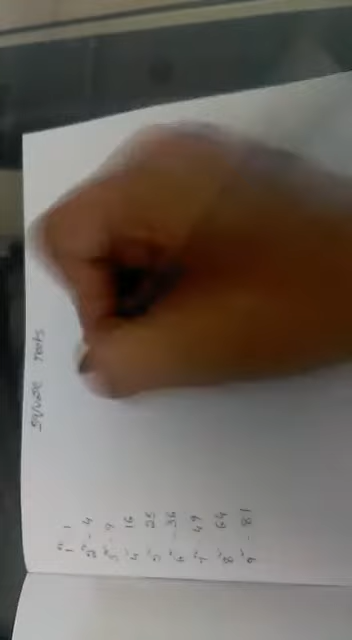 square roots
1² 1
2² - 4
3² - 9
4² 16
5² 25
6² - 36
7² 49
8² 64
9² - 81